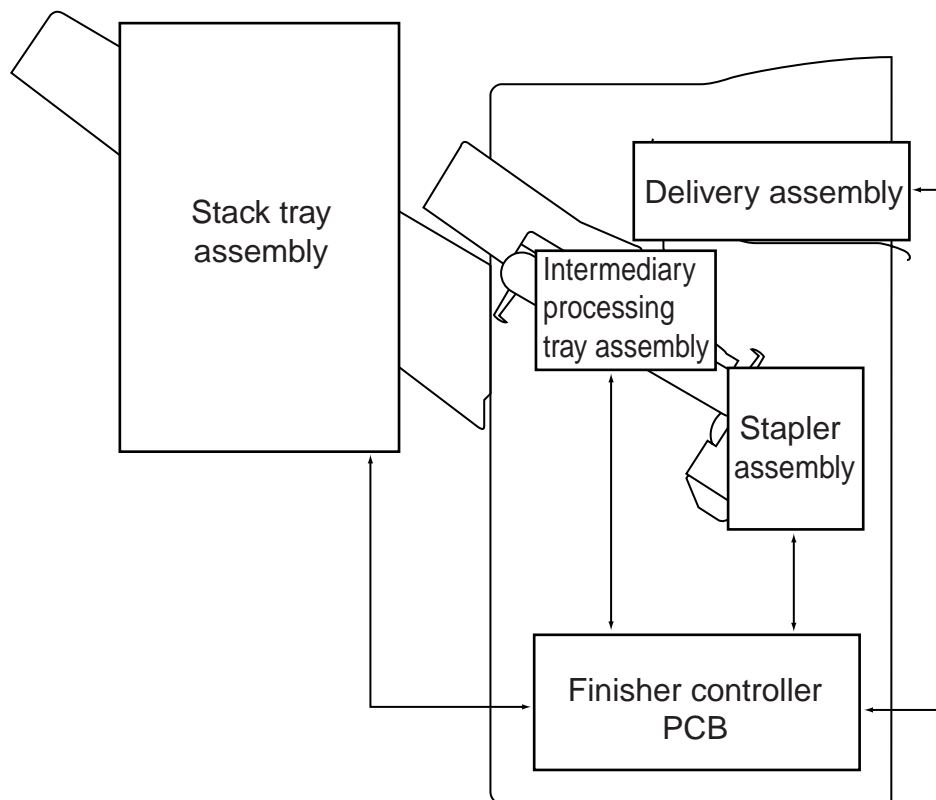 Stack tray
assembly
Delivery assembly
Intermediary
processing
tray assembly
Stapler
assembly
Finisher controller
PCB